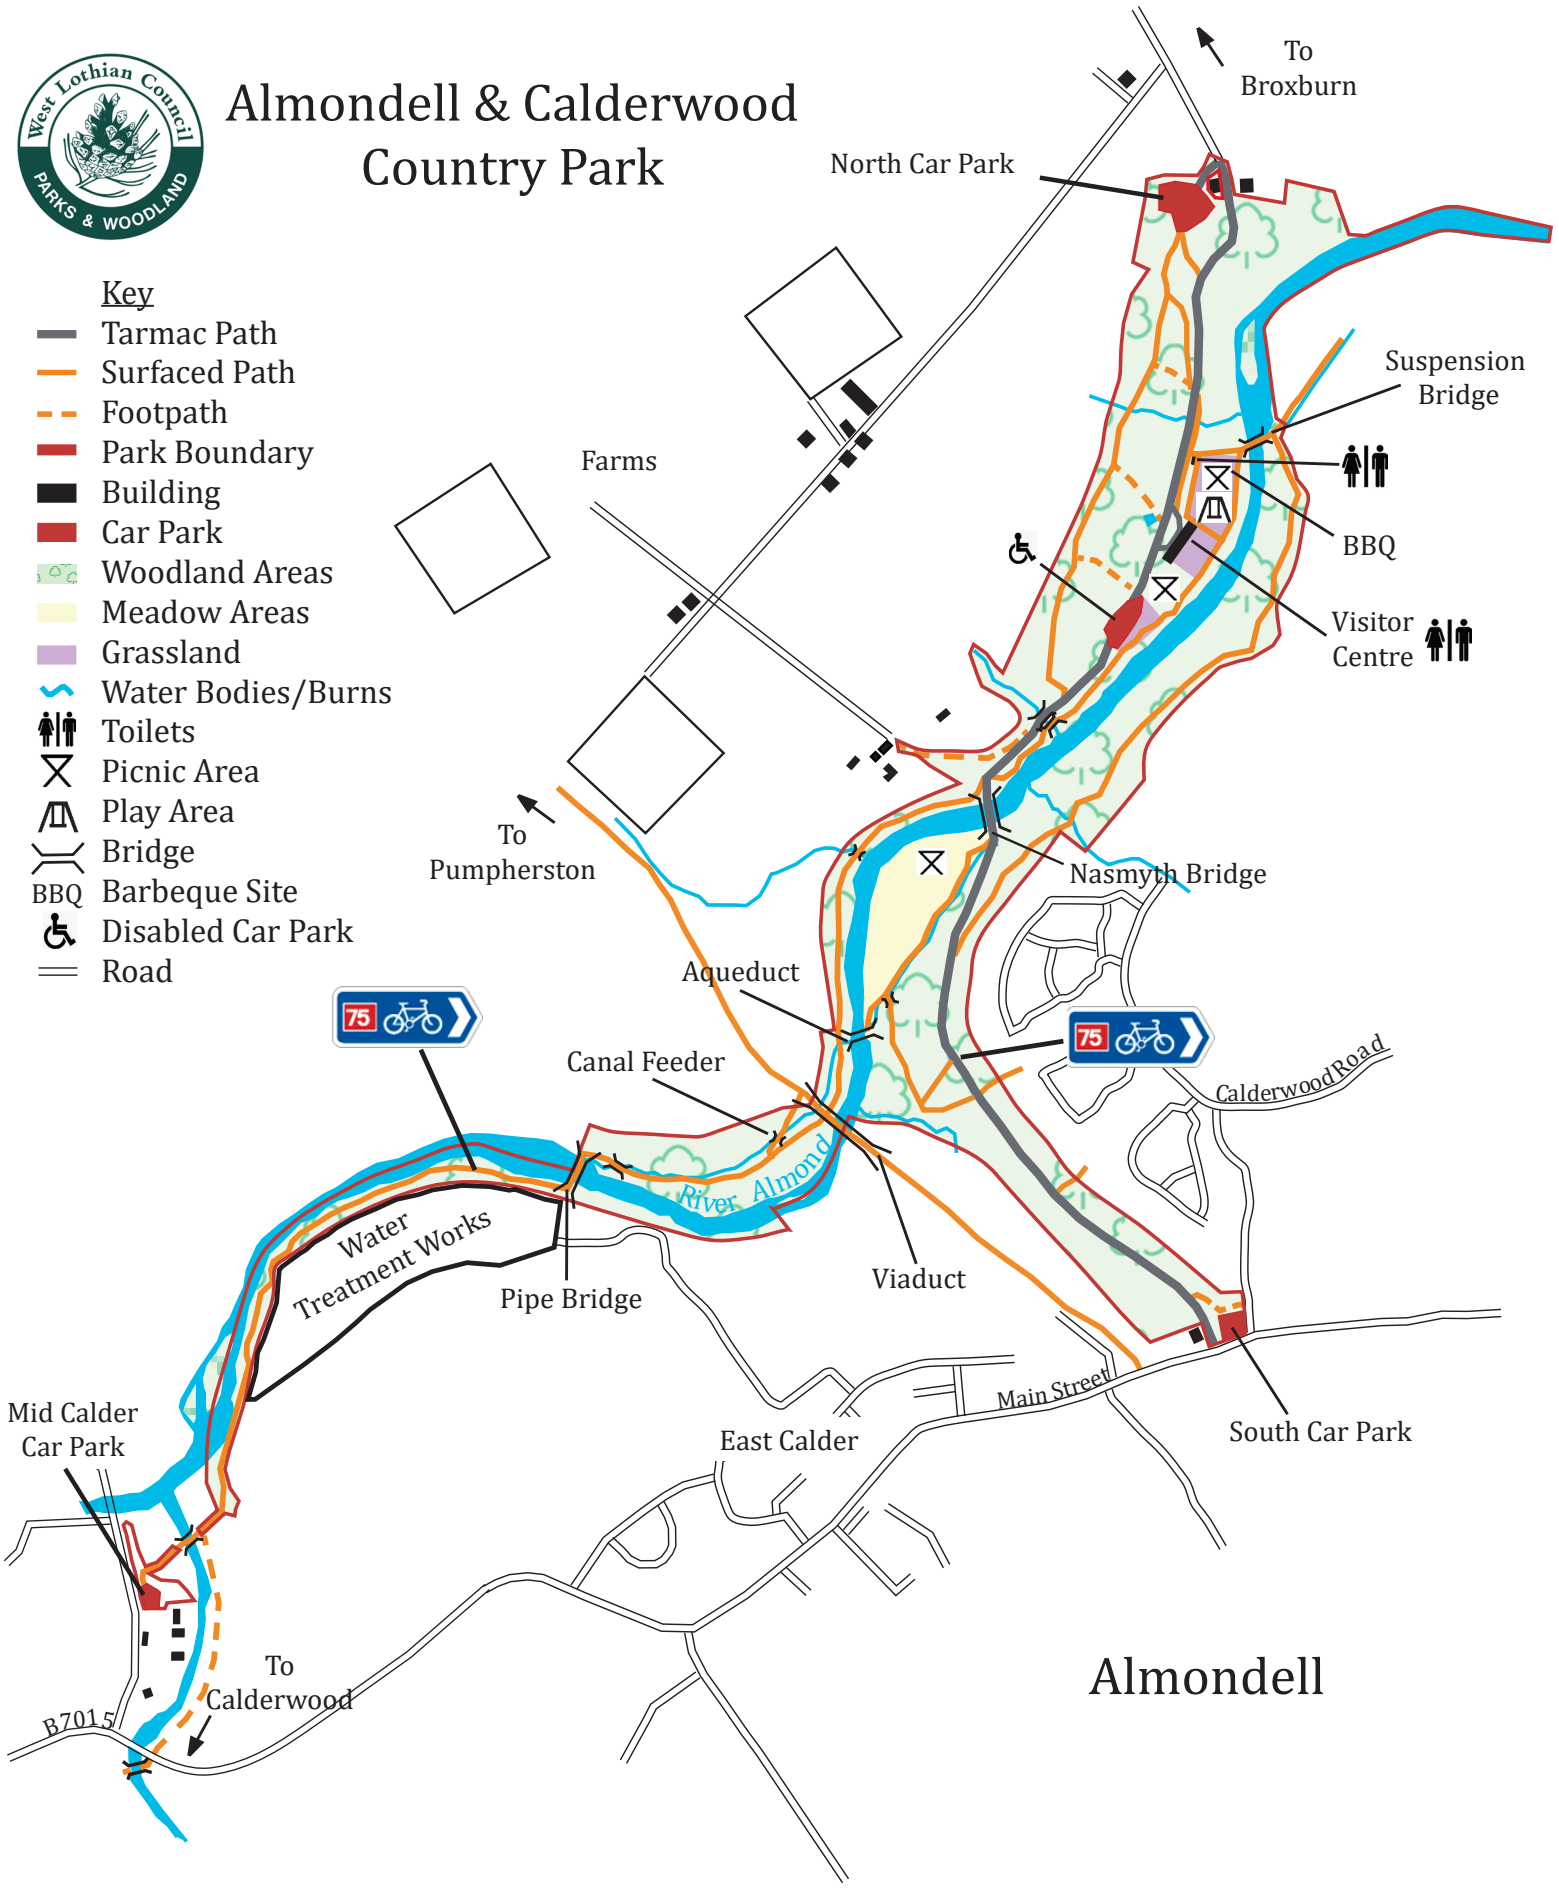 West Lothian Council
PARKS & WOODLAND
Almondell & Calderwood
Country Park
Key
Tarmac Path
Surfaced Path
Footpath
Park Boundary
Building
Car Park
Woodland Areas
Meadow Areas
Grassland
Water Bodies/Burns
Toilets
Picnic Area
Play Area
Bridge
BBQ Barbeque Site
Disabled Car Park
Road
To
Broxburn
North Car Park
Suspension
Bridge
Farms
BBQ
Visitor
Centre
To
Pumpherston
Nasmyth Bridge
Aqueduct
75
75
Canal Feeder
Calderwood Road
River Almond
Water
Treatment Works
Pipe Bridge
Viaduct
Main Street
South Car Park
Mid Calder
Car Park
East Calder
To
Calderwood
B7015
Almondell